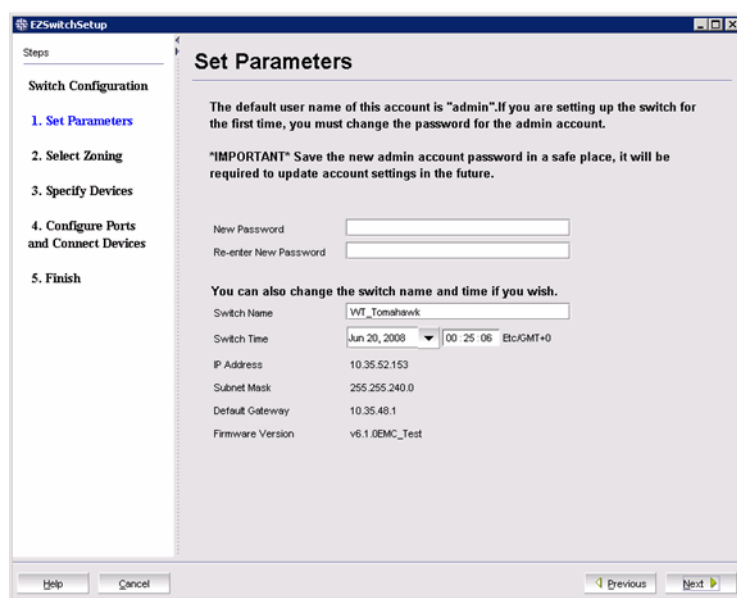 EZSwitchSetup
Steps
Switch Configuration
1. Set Parameters
2. Select Zoning
3. Specify Devices
4. Configure Ports
and Connect Devices
5. Finish
Set Parameters
The default user name of this account is "admin".If you are setting up the switch for
the first time, you must change the password for the admin account.
*IMPORTANT* Save the new admin account password in a safe place, it will be
required to update account settings in the future.
New Password
Re-enter New Password
You can also change the switch name and time if you wish.
Switch Name WT_Tomahawk
Switch Time Jun 20, 2008 00:25:06 Etc/GMT+0
IP Address 10.35.52.153
Subnet Mask 255.255.240.0
Default Gateway 10.35.48.1
Firmware Version v6.1.0EMC_Test
Help Cancel Previous Next